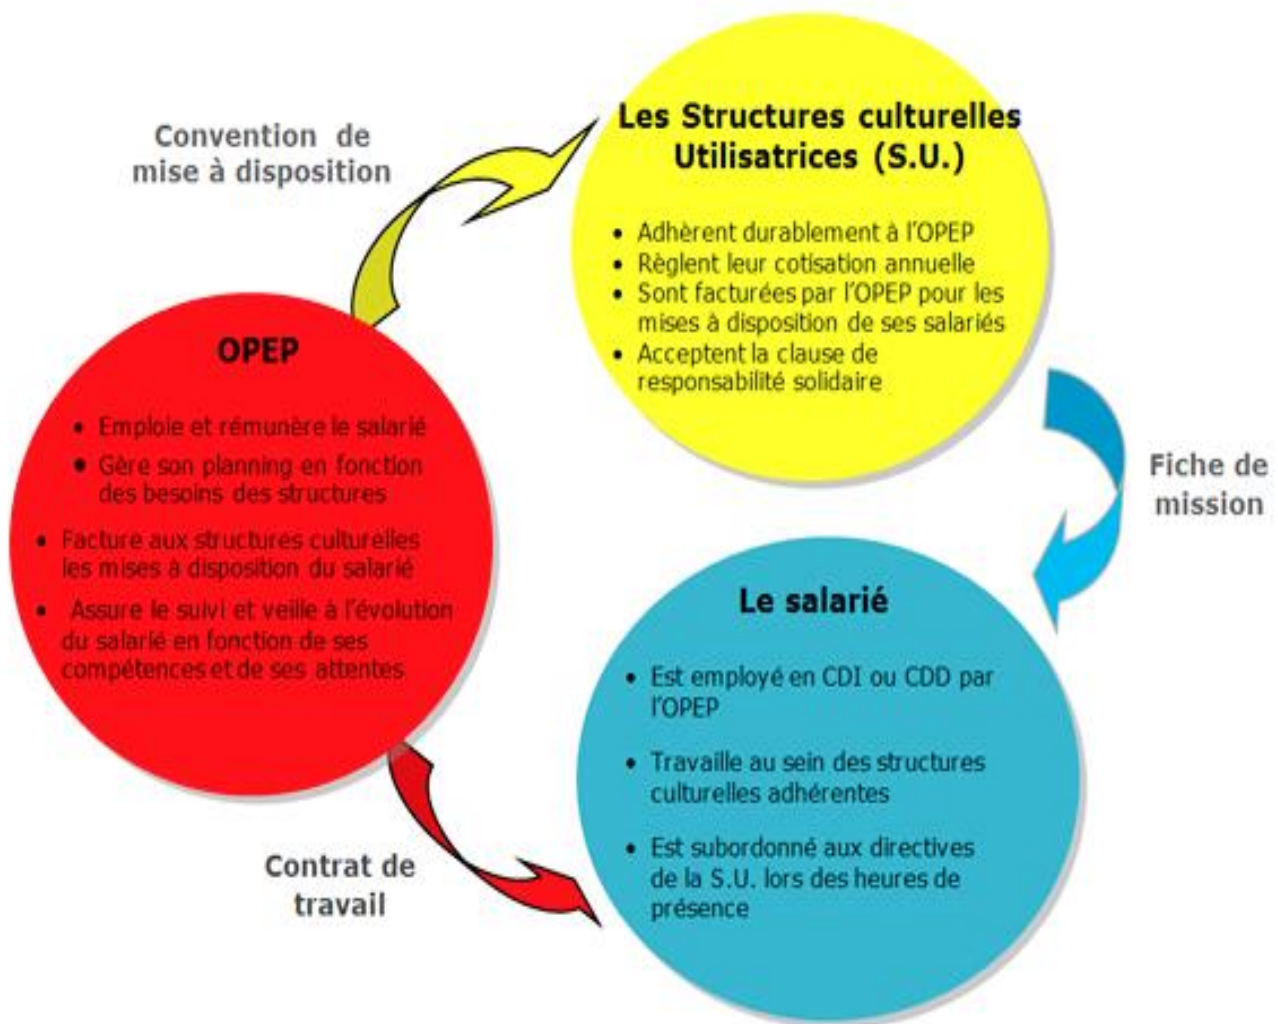 Convention de
mise à disposition
Les Structures culturelles
Utilisatrices (S.U.)
• Adhèrent durablement à l'OPEP
• Règlent leur cotisation annuelle
• Sont facturées par l'OPEP pour les
mises à disposition de ses salariés
• Acceptent la clause de
responsabilité solidaire
OPEP
• Emploie et rémunère le salarié
• Gère son planning en fonction
des besoins des structures
• Facture aux structures culturelles
les mises à disposition du salarié
• Assure le suivi et veille à l'évolution
du salarié en fonction de ses
compétences et de ses attentes
Fiche de
mission
Le salarié
• Est employé en CDI ou CDD par
l'OPEP
• Travaille au sein des structures
culturelles adhérentes
• Est subordonné aux directives
de la S.U. lors des heures de
présence
Contrat de
travail